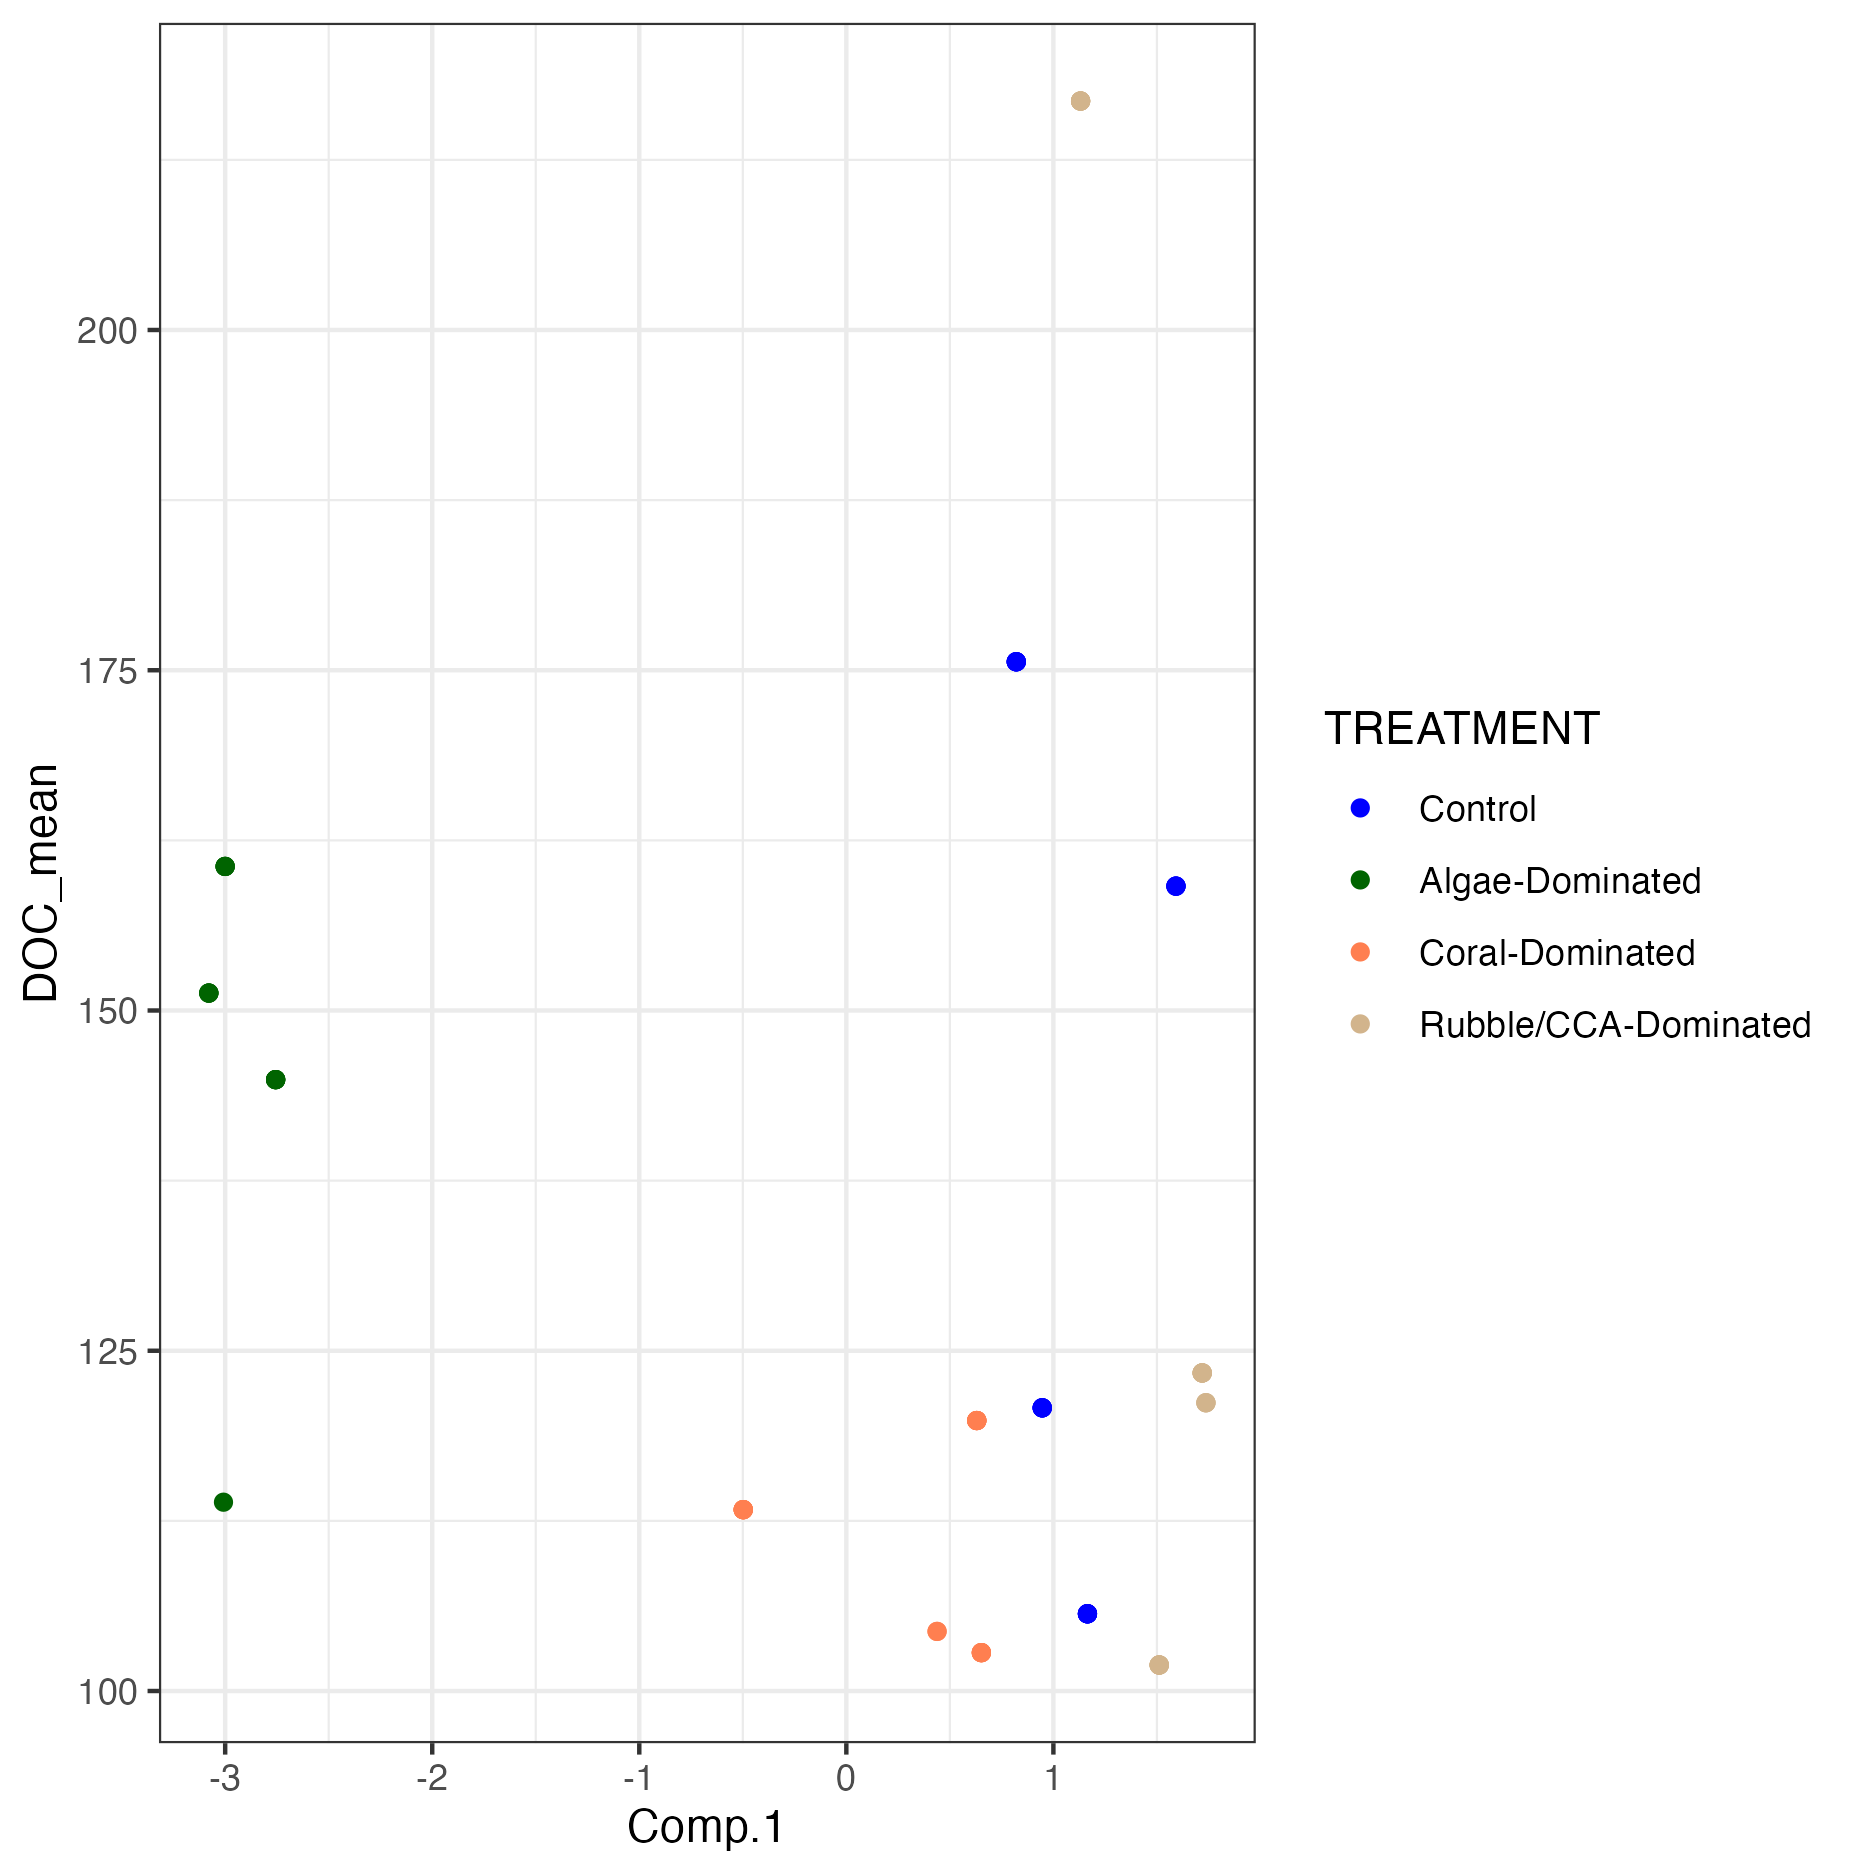 DOC_mean
200
175
150
125
100
-3 -2 -1 0 1
Comp.1
TREATMENT
Control
Algae-Dominated
Coral-Dominated
Rubble/CCA-Dominated